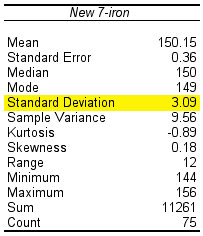 New 7-iron
Mean 150.15
Standard Error 0.36
Median 150
Mode 149
Standard Deviation 3.09
Sample Variance 9.56
Kurtosis -0.89
Skewness 0.18
Range 12
Minimum 144
Maximum 156
Sum 11261
Count 75